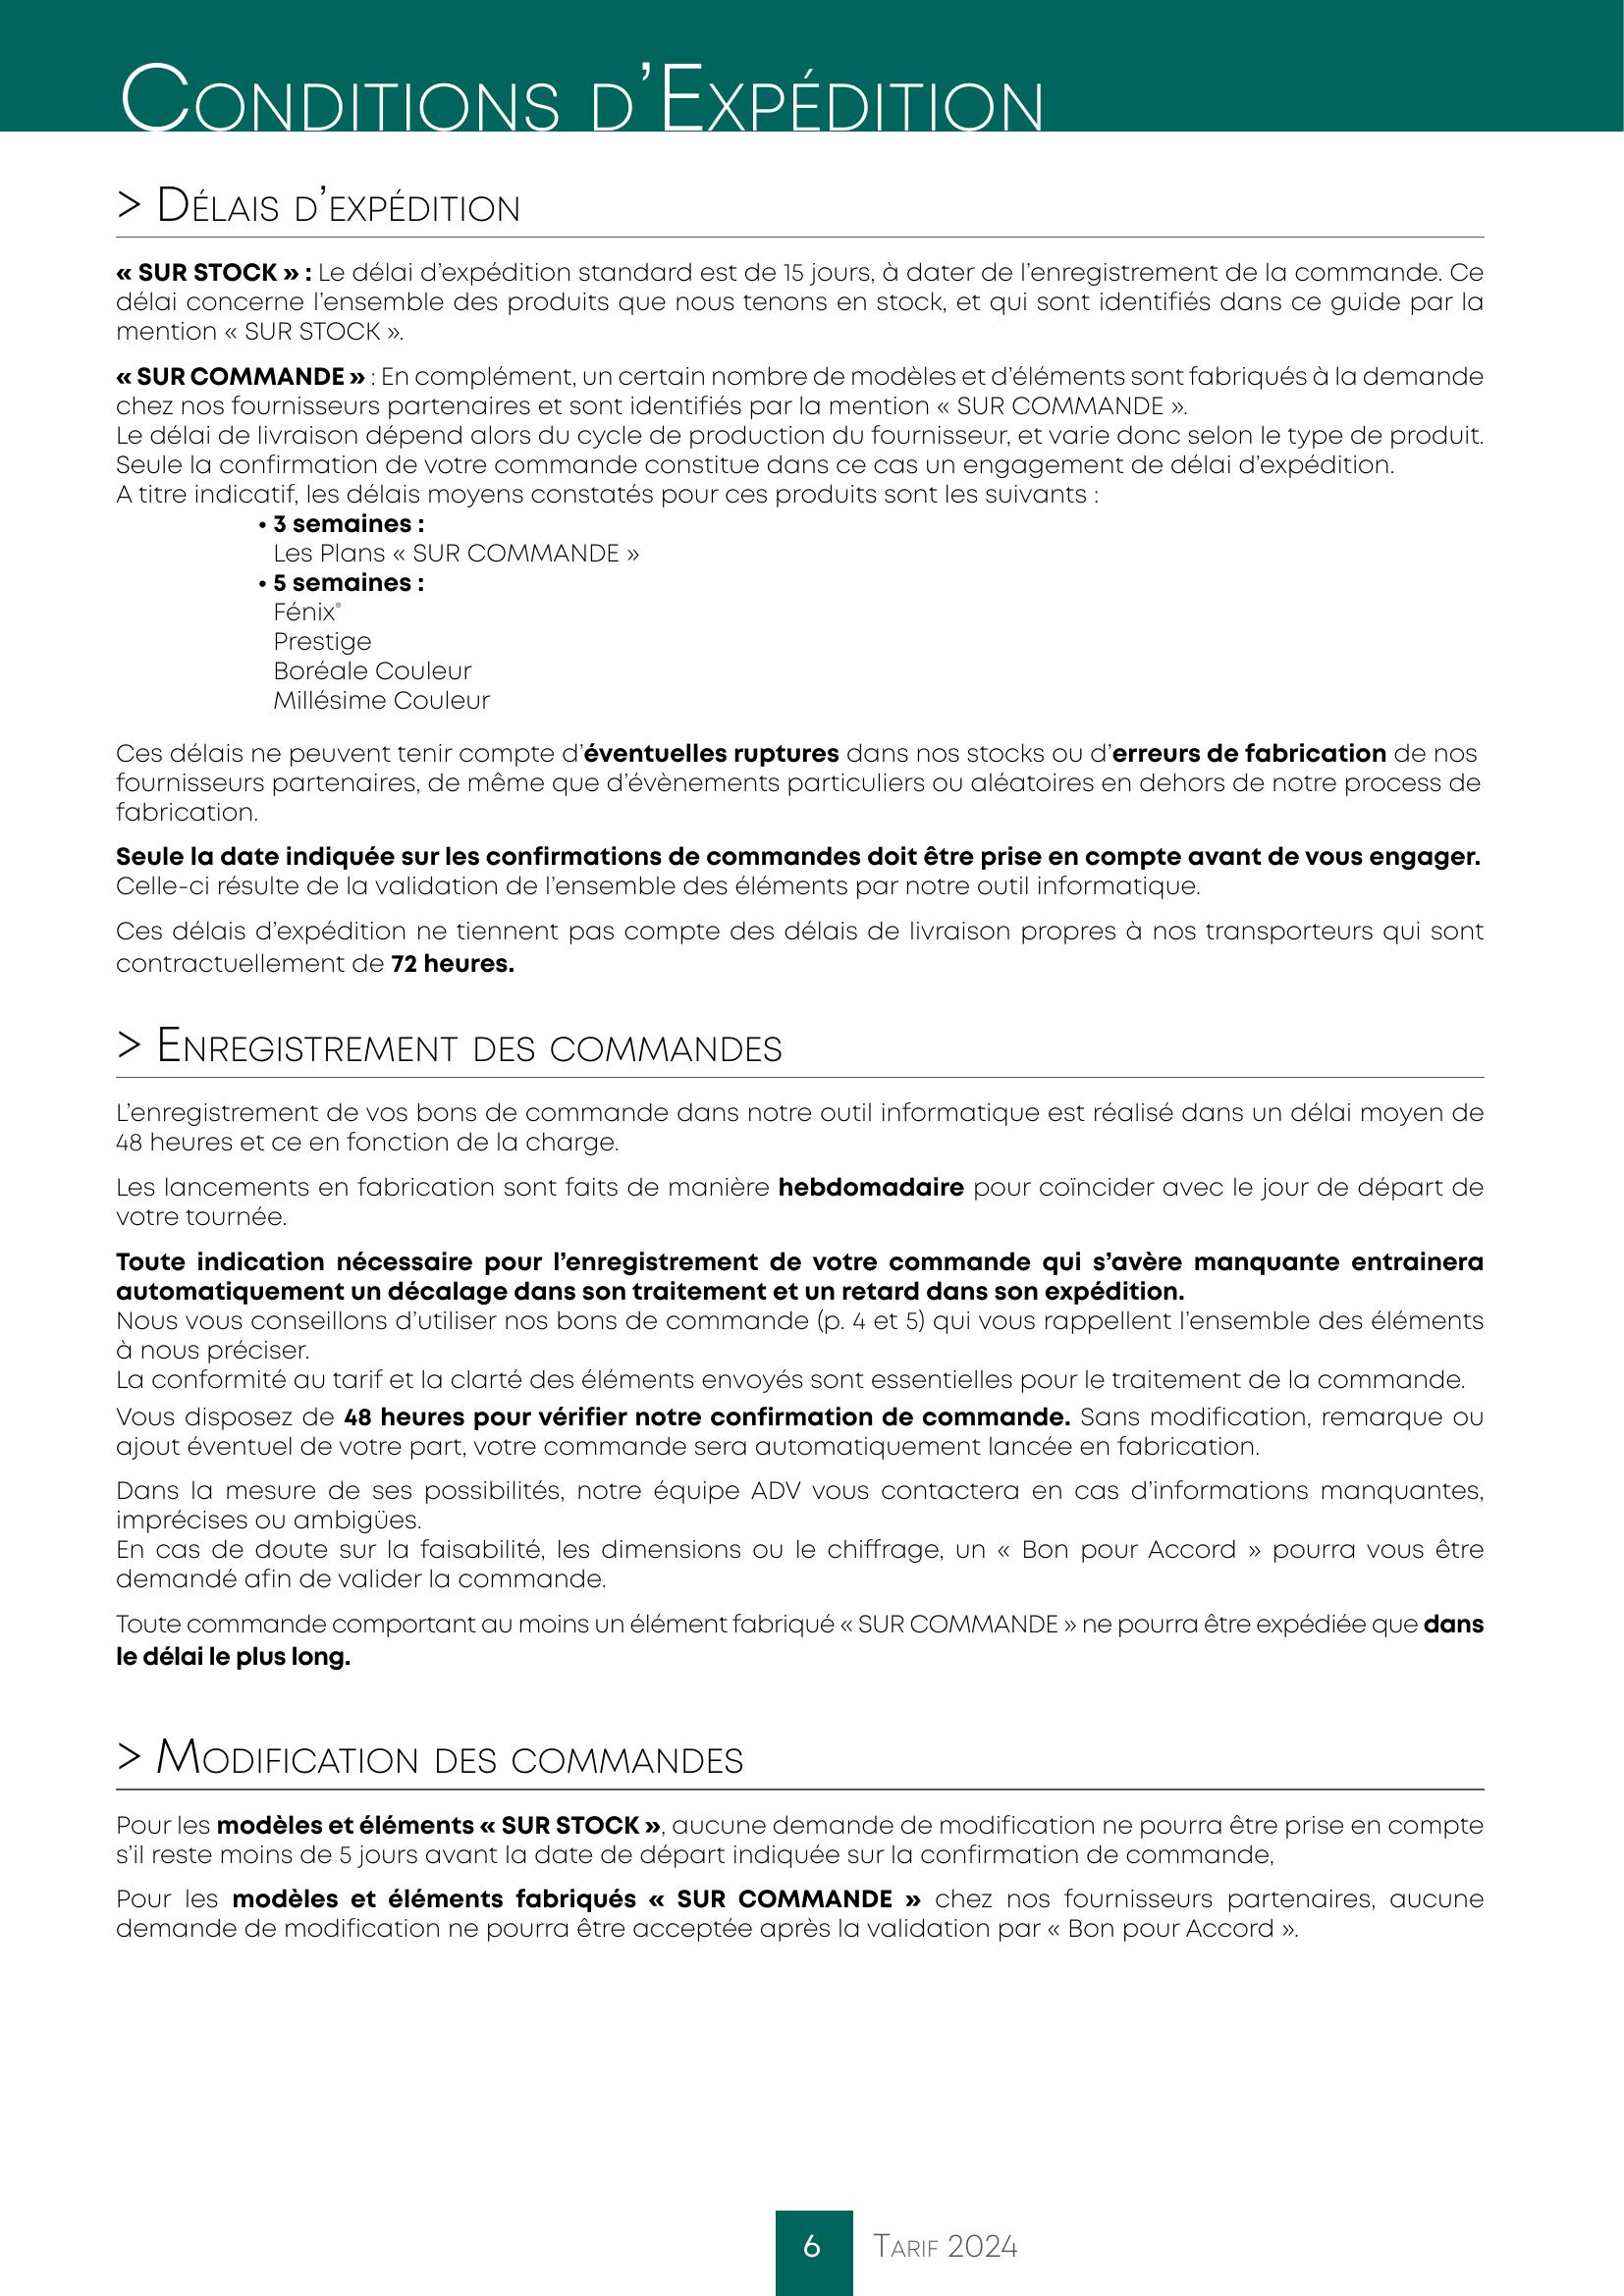 Conditions d’Expédition
> Délais d’expédition
« SUR STOCK » : Le délai d’expédition standard est de 15 jours, à dater de l’enregistrement de la commande. Ce
délai concerne l’ensemble des produits que nous tenons en stock, et qui sont identifiés dans ce guide par la
mention « SUR STOCK ».
« SUR COMMANDE » : En complément, un certain nombre de modèles et d’éléments sont fabriqués à la demande
chez nos fournisseurs partenaires et sont identifiés par la mention « SUR COMMANDE ».
Le délai de livraison dépend alors du cycle de production du fournisseur, et varie donc selon le type de produit.
Seule la confirmation de votre commande constitue dans ce cas un engagement de délai d’expédition.
A titre indicatif, les délais moyens constatés pour ces produits sont les suivants :
• 3 semaines :
Les Plans « SUR COMMANDE »
• 5 semaines :
Fénix®
Prestige
Boréale Couleur
Millésime Couleur
Ces délais ne peuvent tenir compte d’éventuelles ruptures dans nos stocks ou d’erreurs de fabrication de nos
fournisseurs partenaires, de même que d’évènements particuliers ou aléatoires en dehors de notre process de
fabrication.
Seule la date indiquée sur les confirmations de commandes doit être prise en compte avant de vous engager.
Celle-ci résulte de la validation de l’ensemble des éléments par notre outil informatique.
Ces délais d’expédition ne tiennent pas compte des délais de livraison propres à nos transporteurs qui sont
contractuellement de 72 heures.
> Enregistrement des commandes
L’enregistrement de vos bons de commande dans notre outil informatique est réalisé dans un délai moyen de
48 heures et ce en fonction de la charge.
Les lancements en fabrication sont faits de manière hebdomadaire pour coïncider avec le jour de départ de
votre tournée.
Toute indication nécessaire pour l’enregistrement de votre commande qui s’avère manquante entrainera
automatiquement un décalage dans son traitement et un retard dans son expédition.
Nous vous conseillons d’utiliser nos bons de commande (p. 4 et 5) qui vous rappellent l’ensemble des éléments
à nous préciser.
La conformité au tarif et la clarté des éléments envoyés sont essentielles pour le traitement de la commande.
Vous disposez de 48 heures pour vérifier notre confirmation de commande. Sans modification, remarque ou
ajout éventuel de votre part, votre commande sera automatiquement lancée en fabrication.
Dans la mesure de ses possibilités, notre équipe ADV vous contactera en cas d’informations manquantes,
imprécises ou ambigües.
En cas de doute sur la faisabilité, les dimensions ou le chiffrage, un « Bon pour Accord » pourra vous être
demandé afin de valider la commande.
Toute commande comportant au moins un élément fabriqué « SUR COMMANDE » ne pourra être expédiée que dans
le délai le plus long.
> Modification des commandes
Pour les modèles et éléments « SUR STOCK », aucune demande de modification ne pourra être prise en compte
s’il reste moins de 5 jours avant la date de départ indiquée sur la confirmation de commande,
Pour les modèles et éléments fabriqués « SUR COMMANDE » chez nos fournisseurs partenaires, aucune
demande de modification ne pourra être acceptée après la validation par « Bon pour Accord ».
6 Tarif 2024